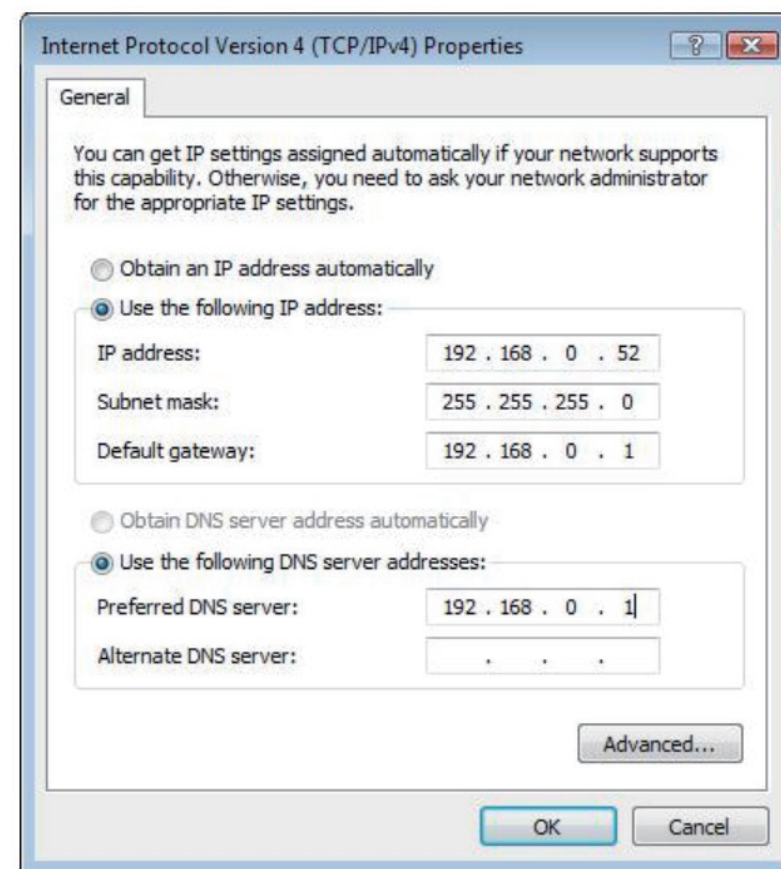 Internet Protocol Version 4 (TCP/IPv4) Properties
General
You can get IP settings assigned automatically if your network supports
this capability. Otherwise, you need to ask your network administrator
for the appropriate IP settings.
Obtain an IP address automatically
Use the following IP address:
IP address: 192 . 168 . 0 . 52
Subnet mask: 255 . 255 . 255 . 0
Default gateway: 192 . 168 . 0 . 1
Obtain DNS server address automatically
Use the following DNS server addresses:
Preferred DNS server: 192 . 168 . 0 . 1
Alternate DNS server: . . .
Advanced...
OK Cancel